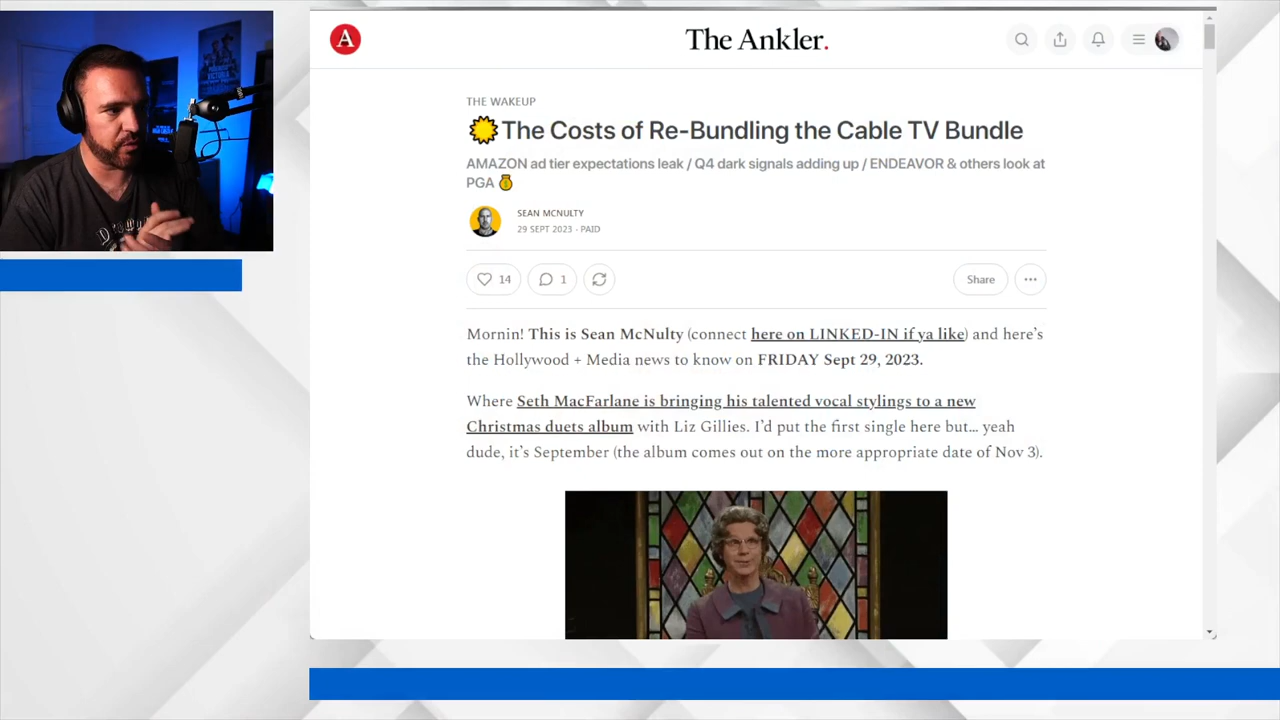 The Ankler.
THE WAKEUP
The Costs of Re-Bundling the Cable TV Bundle
AMAZON ad tier expectations leak / Q4 dark signals adding up / ENDEAVOR & others look at
PGA
SEAN MCNULTY
29 SEPT 2023 · PAID
14
1
Share
Mornin! This is Sean McNulty (connect here on LINKED-IN if ya like) and here's
the Hollywood + Media news to know on FRIDAY Sept 29, 2023.
Where Seth MacFarlane is bringing his talented vocal stylings to a new
Christmas duets album with Liz Gillies. I'd put the first single here but... yeah
dude, it's September (the album comes out on the more appropriate date of Nov 3).